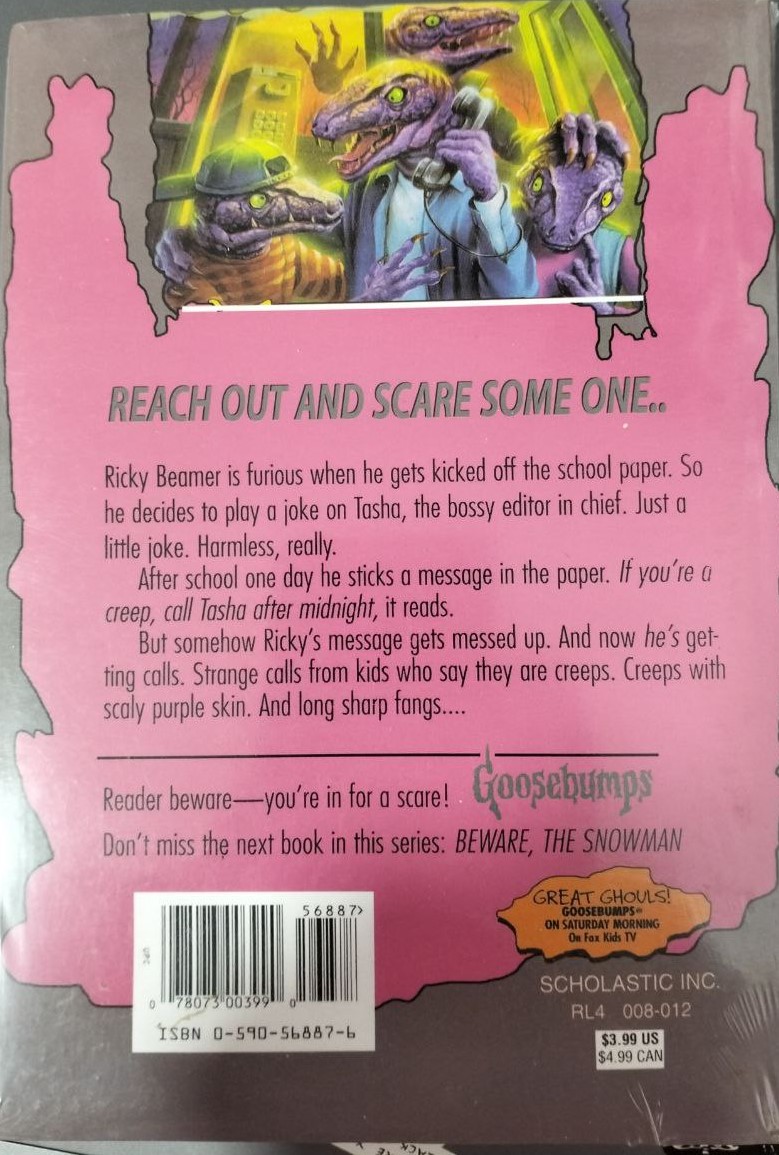 REACH OUT AND SCARE SOME ONE..
Ricky Beamer is furious when he gets kicked off the school paper. So
he decides to play a joke on Tasha, the bossy editor in chief. Just a
little joke. Harmless, really.
After school one day he sticks a message in the paper. If you're a
creep, call Tasha after midnight, it reads.
But somehow Ricky's message gets messed up. And now he's get-
ting calls. Strange calls from kids who say they are creeps. Creeps with
scaly purple skin. And long sharp fangs....
Reader beware—you're in for a scare! Goosebumps
Don't miss the next book in this series: BEWARE, THE SNOWMAN
GREAT GHOULS!
GOOSEBUMPS®
ON SATURDAY MORNING
On Fox Kids TV
56887>
0 78073 00399 0
ISBN 0-590-56887-6
SCHOLASTIC INC.
RL4 008-012
$3.99 US
$4.99 CAN